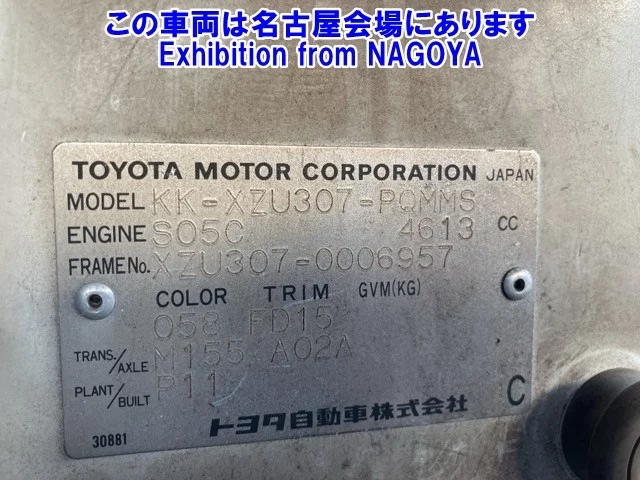 この車両は名古屋会場にあります
Exhibition from NAGOYA
TOYOTA MOTOR CORPORATION JAPAN
MODEL KK-XZU307-PQMMS
ENGINE S05C 4613 CC
FRAME No. XZU307-0006957
COLOR TRIM GVM(KG)
058 FD15
TRANS./AXLE M155 A02A
PLANT/BUILT P11
トヨタ自動車株式会社 C
30881